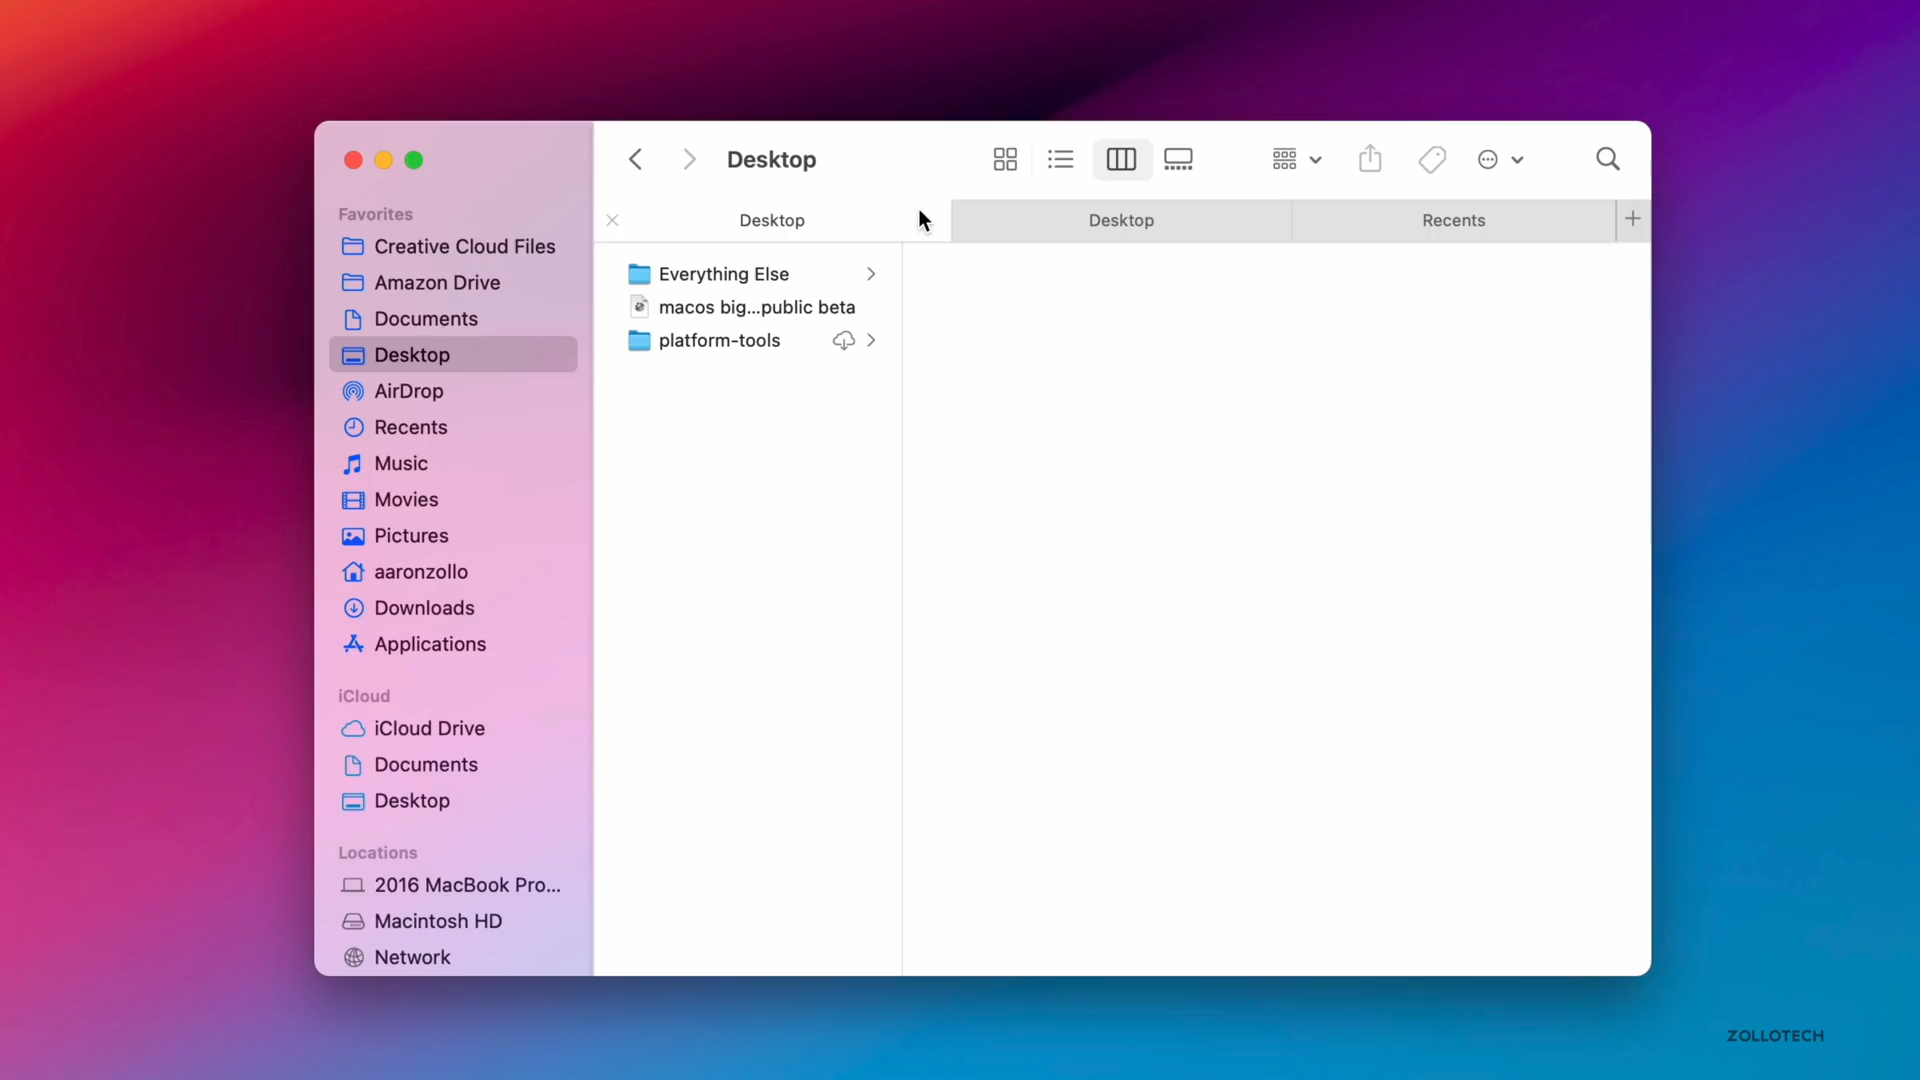 Desktop
Desktop
Desktop
Recents
Favorites
Creative Cloud Files
Amazon Drive
Documents
Desktop
AirDrop
Recents
Music
Movies
Pictures
aaronzollo
Downloads
Applications
iCloud
iCloud Drive
Documents
Desktop
Locations
2016 MacBook Pro...
Macintosh HD
Network
Everything Else
macos big...public beta
platform-tools
ZOLLOTECH